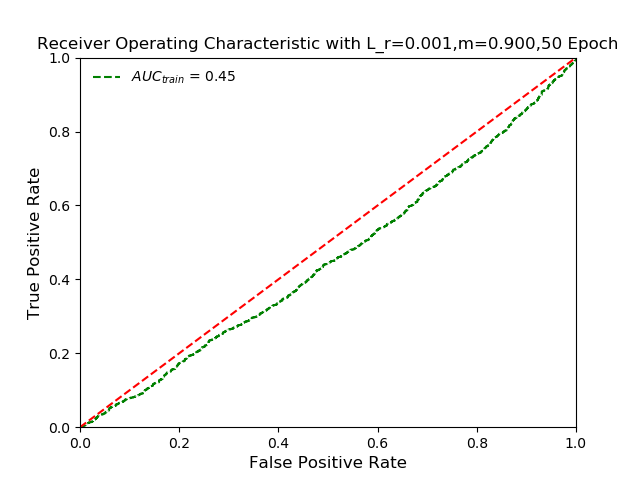 Receiver Operating Characteristic with L_r=0.001,m=0.900,50 Epoch
1.0
AUCtrain = 0.45
0.8
0.6
0.4
0.2
0.0
True Positive Rate
0.0 0.2 0.4 0.6 0.8 1.0
False Positive Rate